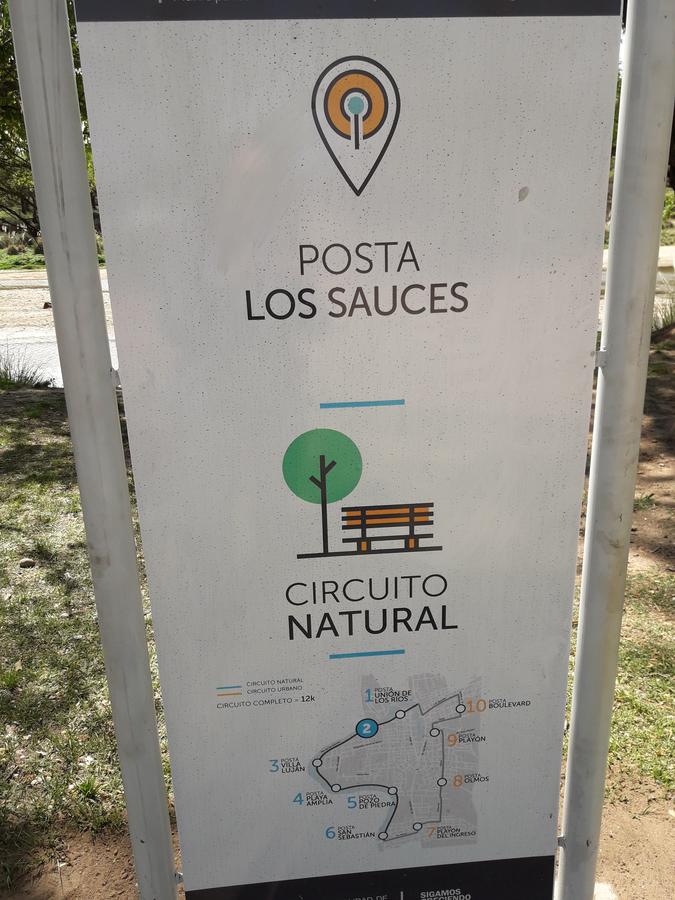 POSTA
LOS SAUCES
CIRCUITO
NATURAL
CIRCUITO NATURAL
CIRCUITO URBANO
CIRCUITO COMPLETO = 12k
1 POSTA
UNIÓN DE
LOS RÍOS
10 POSTA
BOULEVARD
2
9 POSTA
PLAYÓN
3 POSTA
VILLA
LUJÁN
8 POSTA
OLMOS
4 POSTA
PLAYA
AMPLIA
5 POSTA
POZO
DE PIEDRA
6 POSTA
SAN
SEBASTIÁN
7 POSTA
PLAYÓN
DEL INGRESO
SIGAMOS
CRECIENDO